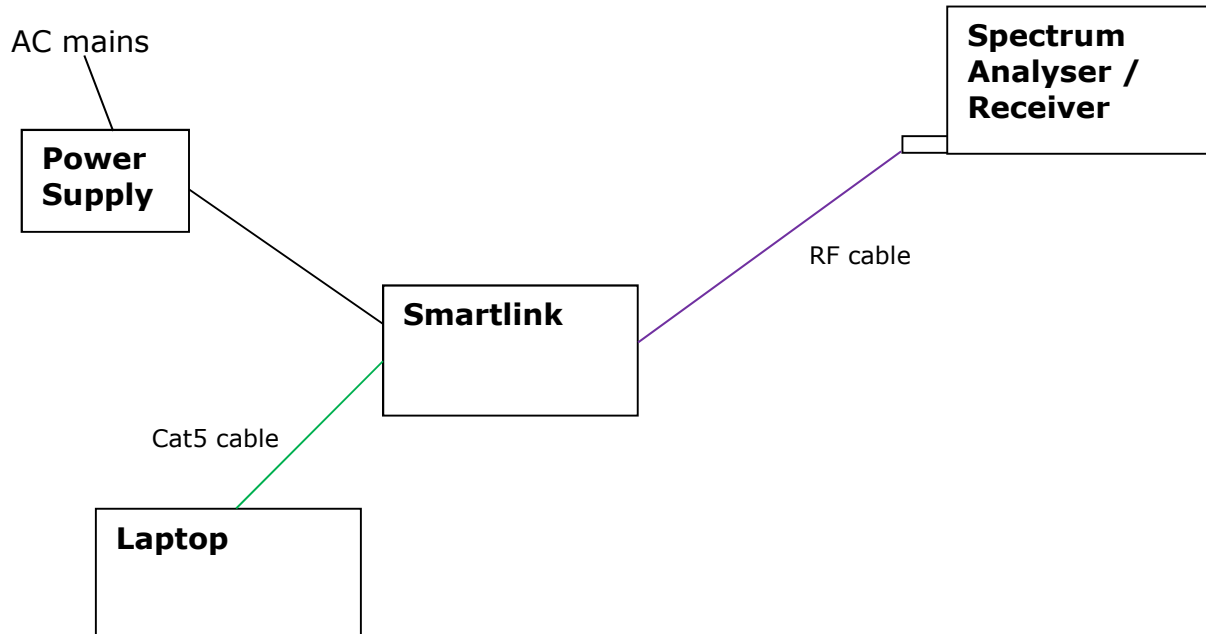 AC mains
Spectrum
Analyser /
Receiver
Power
Supply
RF cable
Smartlink
Cat5 cable
Laptop